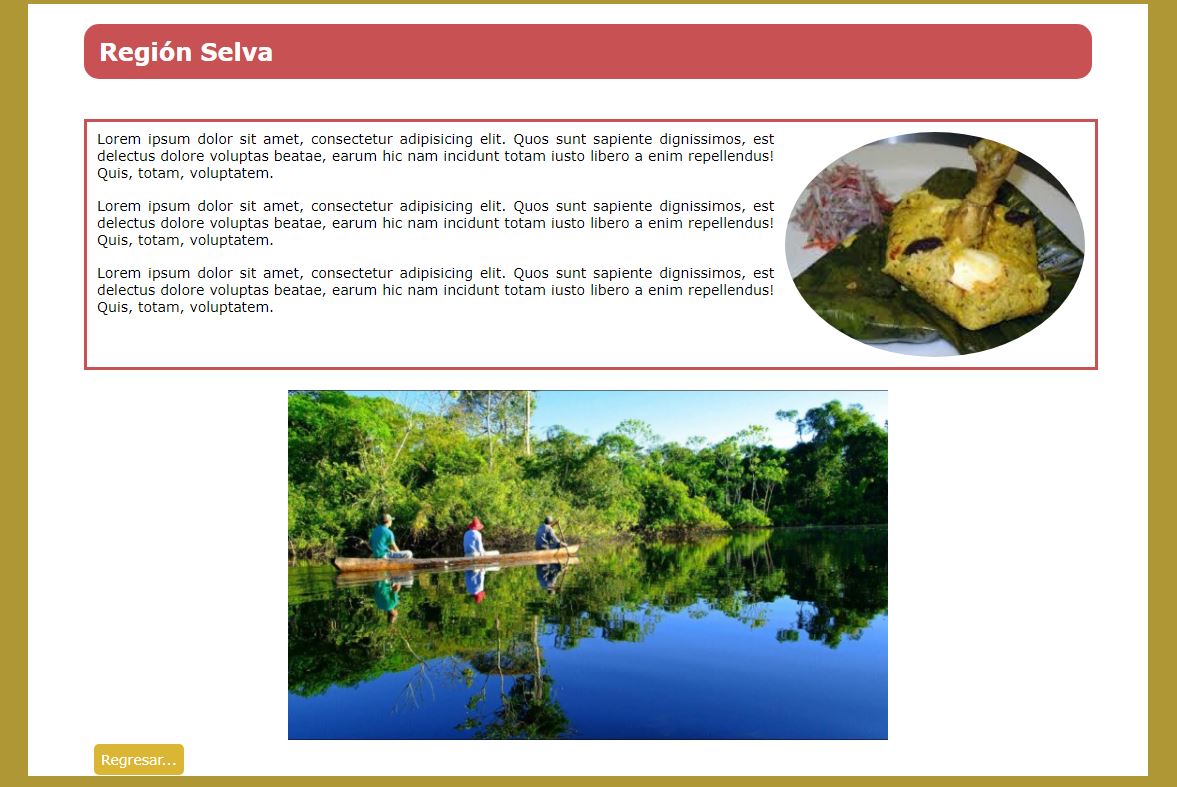 Región Selva
Lorem ipsum dolor sit amet, consectetur adipisicing elit. Quos sunt sapiente dignissimos, est
delectus dolore voluptas beatae, earum hic nam incidunt totam iusto libero a enim repellendus!
Quis, totam, voluptatem.
Lorem ipsum dolor sit amet, consectetur adipisicing elit. Quos sunt sapiente dignissimos, est
delectus dolore voluptas beatae, earum hic nam incidunt totam iusto libero a enim repellendus!
Quis, totam, voluptatem.
Lorem ipsum dolor sit amet, consectetur adipisicing elit. Quos sunt sapiente dignissimos, est
delectus dolore voluptas beatae, earum hic nam incidunt totam iusto libero a enim repellendus!
Quis, totam, voluptatem.
Regresar...